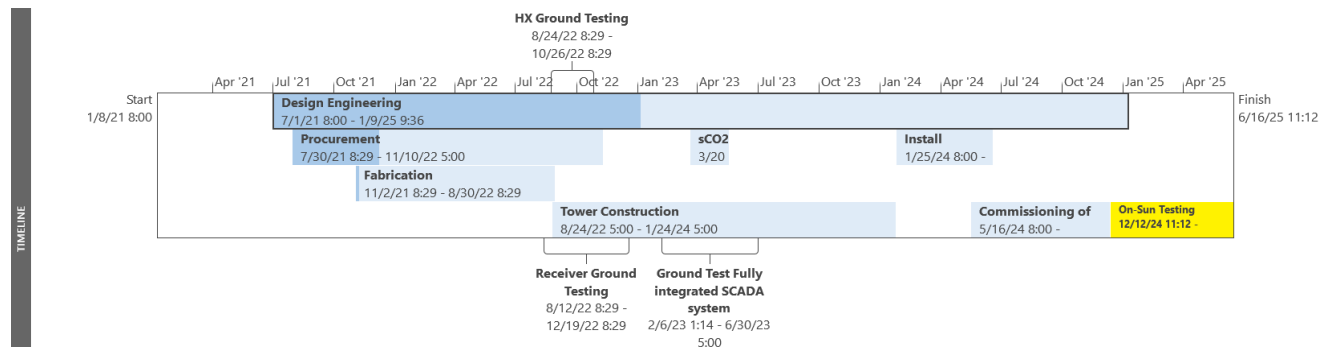 HX Ground Testing
8/24/22 8:29 -
10/26/22 8:29
Apr '21 Jul '21 Oct '21 Jan '22 Apr '22 Jul '22 Oct '22 Jan '23 Apr '23 Jul '23 Oct '23 Jan '24 Apr '24 Jul '24 Oct '24 Jan '25 Apr '25
Start
1/8/21 8:00
Design Engineering
7/1/21 8:00 - 1/9/25 9:36
Finish
6/16/25 11:12
Procurement
7/30/21 8:29 - 11/10/22 5:00
sCO2
3/20
Install
1/25/24 8:00 -
Fabrication
11/2/21 8:29 - 8/30/22 8:29
Tower Construction
8/24/22 5:00 - 1/24/24 5:00
Commissioning of
5/16/24 8:00 -
On-Sun Testing
12/12/24 11:12 -
TIMELINE
Receiver Ground
Testing
8/12/22 8:29 -
12/19/22 8:29
Ground Test Fully
integrated SCADA
system
2/6/23 1:14 - 6/30/23
5:00